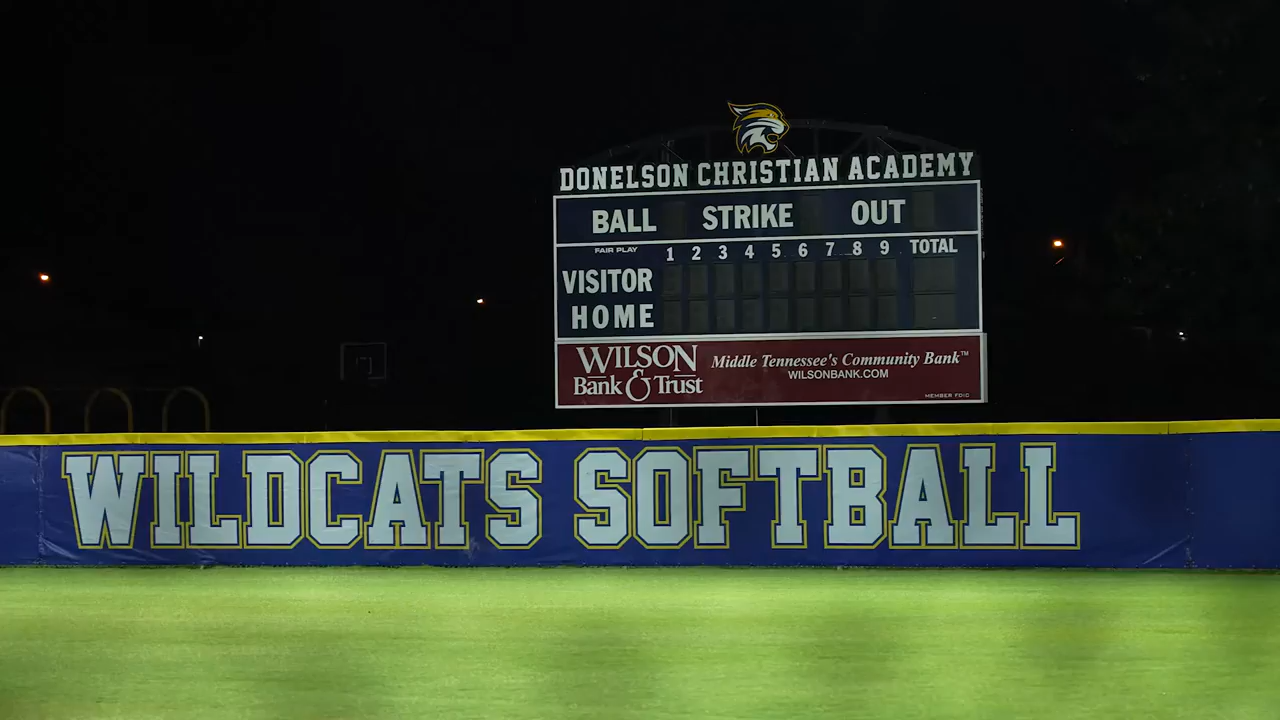 DONELSON CHRISTIAN ACADEMY
BALL STRIKE OUT
FAIR PLAY 1 2 3 4 5 6 7 8 9 TOTAL
VISITOR
HOME
WILSON
Bank & Trust
Middle Tennessee's Community Bank™
WILSONBANK.COM
MEMBER FDIC
WILDCATS SOFTBALL